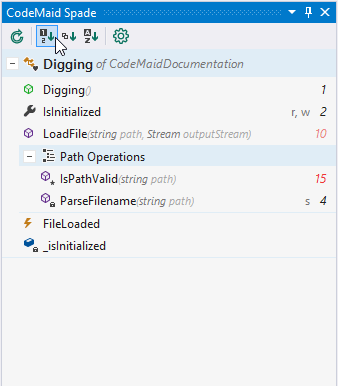 CodeMaid Spade
Digging of CodeMaidDocumentation
Digging() 1
IsInitialized r, w 2
LoadFile(string path, Stream outputStream) 10
Path Operations
IsPathValid(string path) 15
ParseFilename(string path) s 4
FileLoaded
_isInitialized